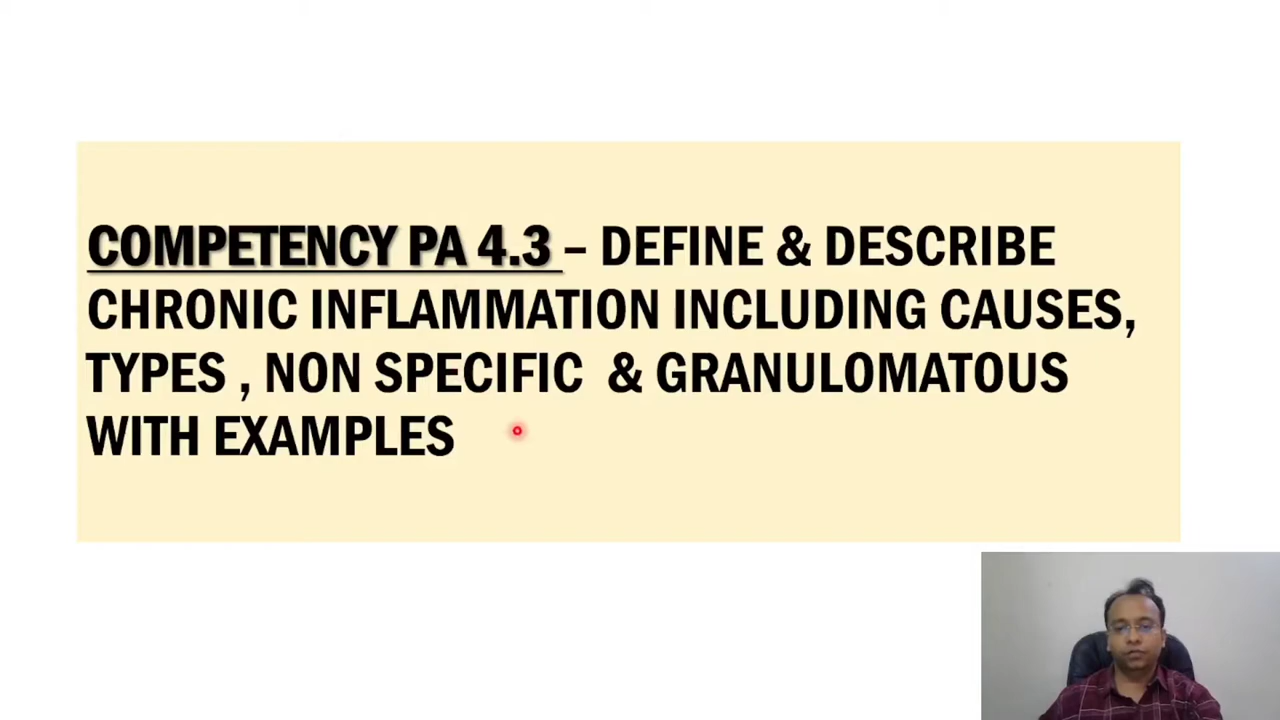 COMPETENCY PA 4.3 – DEFINE & DESCRIBE
CHRONIC INFLAMMATION INCLUDING CAUSES,
TYPES , NON SPECIFIC & GRANULOMATOUS
WITH EXAMPLES